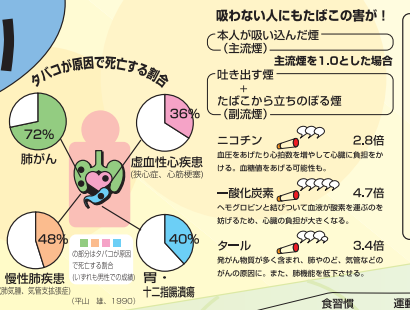 タバコが原因で死亡する割合
72%
肺がん
36%
虚血性心疾患
(狭心症、心筋梗塞)
48%
慢性肺疾患
(肺気腫、気管支拡張症)
40%
胃・
十二指腸潰瘍
の部分はタバコが原因
で死亡する割合
(いずれも男性での成績)
(平山 雄、1990)
吸わない人にもたばこの害が!
本人が吸い込んだ煙
(主流煙)
主流煙を1.0とした場合
吐き出す煙
+
たばこから立ちのぼる煙
(副流煙)
ニコチン 2.8倍
血圧をあげたり心拍数を増やして心臓に負担をか
ける。血糖値をあげる可能性も。
一酸化炭素 4.7倍
ヘモグロビンと結びついて血液が酸素を運ぶのを
妨げるため、心臓の負担が大きくなる。
タール 3.4倍
発がん物質が多く含まれ、肺やのど、気管などの
がんの原因に。また、肺機能を低下させる。
食習慣
運動